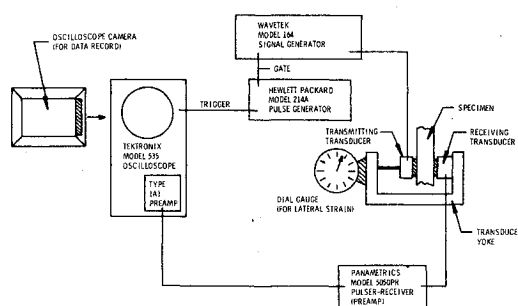 OSCILLOSCOPE CAMERA
(FOR DATA RECORD)
WAVETEK
MODEL 164
SIGNAL GENERATOR
GATE
HEWLETT PACKARD
MODEL 214A
PULSE GENERATOR
TRIGGER
TEKTRONIX
MODEL 535
OSCILLOSCOPE
TYPE
(A)
PREAMP
SPECIMEN
TRANSMITTING
TRANSDUCER
RECEIVING
TRANSDUCER
DIAL GAUGE
(FOR LATERAL STRAIN)
TRANSDUCE
YOKE
PANAMETRICS
MODEL 5050PR
PULSER-RECEIVER
(PREAMP)